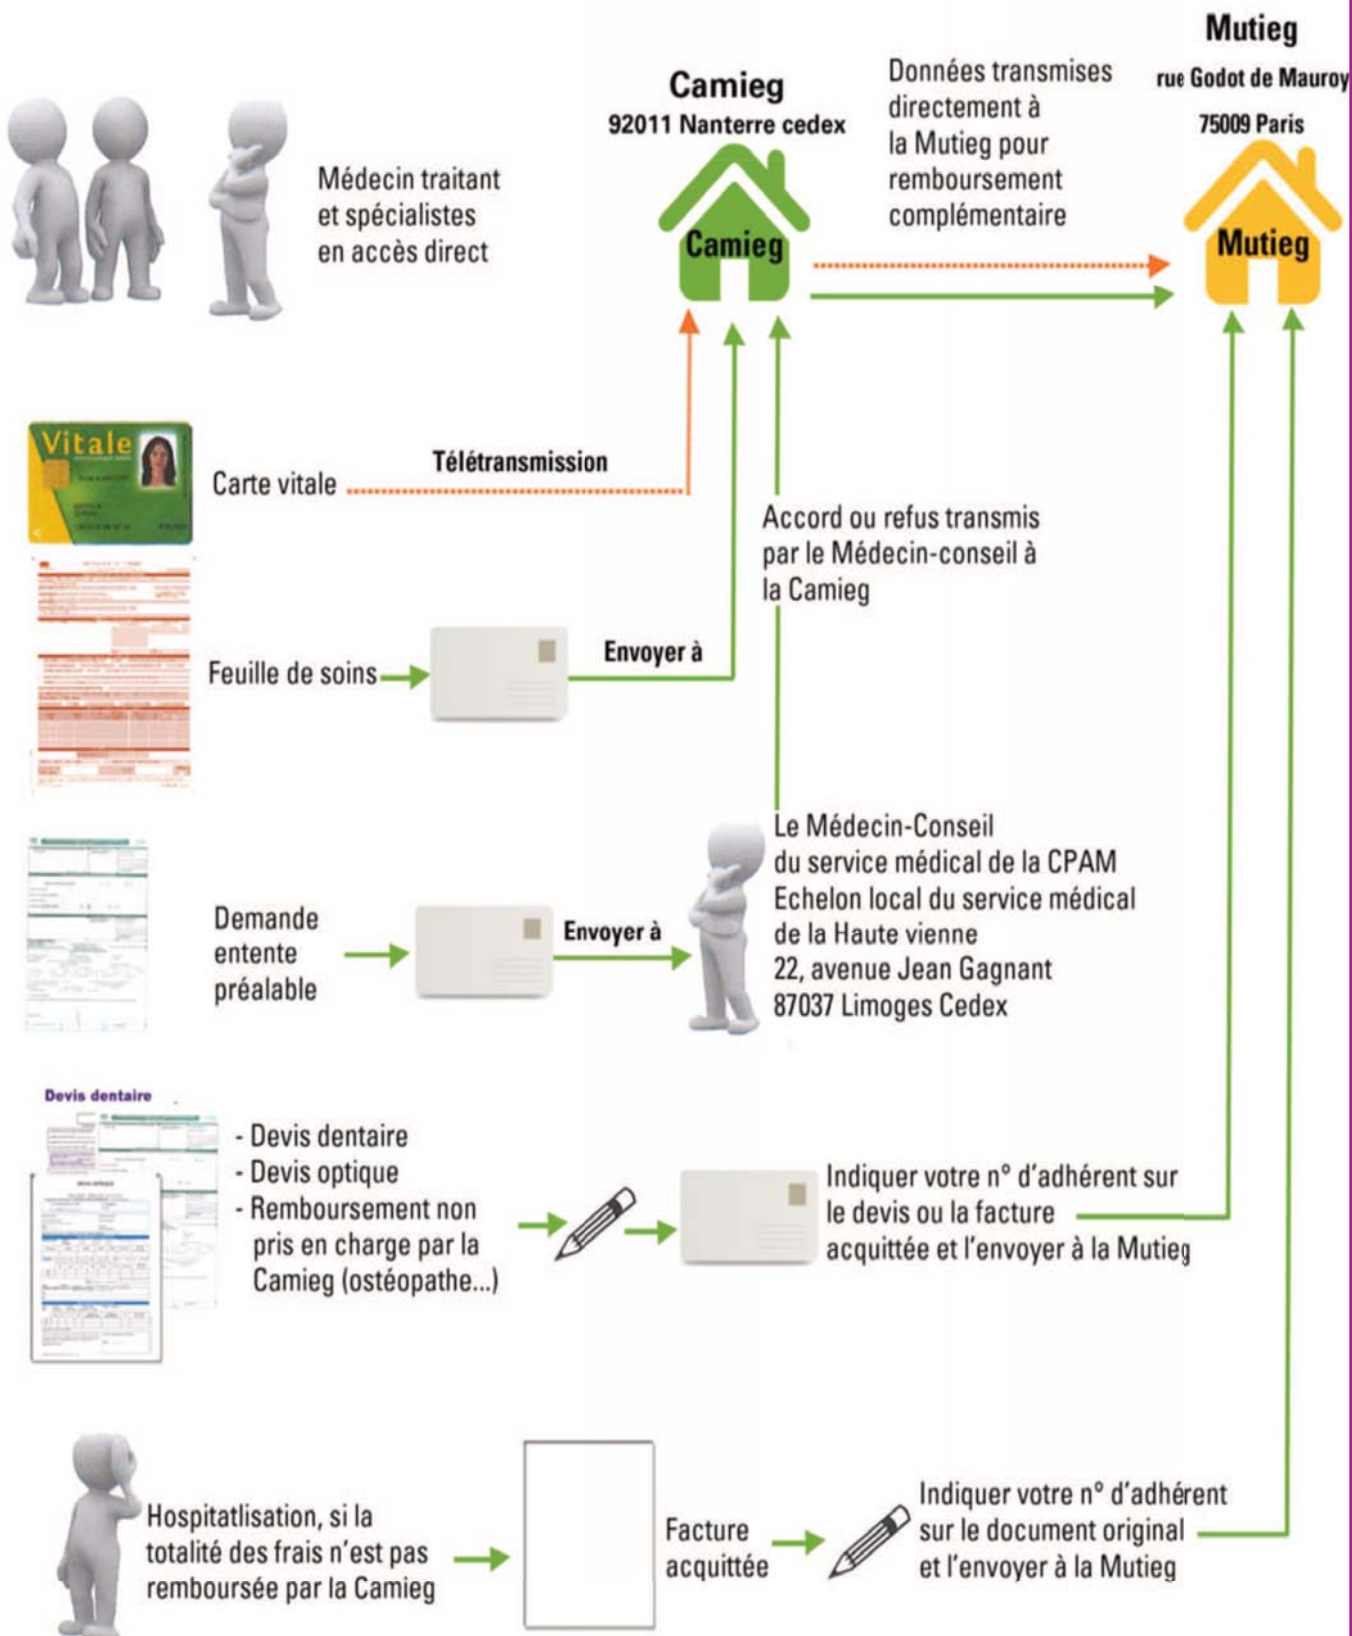 Mutieg
rue Godot de Mauroy
75009 Paris
Camieg
92011 Nanterre cedex
Données transmises
directement à
la Mutieg pour
remboursement
complémentaire
Médecin traitant
et spécialistes
en accès direct
Camieg
Mutieg
Vitale
Carte vitale
Télétransmission
Accord ou refus transmis
par le Médecin-conseil à
la Camieg
Feuille de soins
Envoyer à
Le Médecin-Conseil
du service médical de la CPAM
Echelon local du service médical
de la Haute vienne
22, avenue Jean Gagnant
87037 Limoges Cedex
Demande
entente
préalable
Envoyer à
Devis dentaire
- Devis dentaire
- Devis optique
- Remboursement non
pris en charge par la
Camieg (ostéopathe...)
Indiquer votre n° d'adhérent sur
le devis ou la facture
acquittée et l'envoyer à la Mutieg
Hospitatlisation, si la
totalité des frais n'est pas
remboursée par la Camieg
Facture
acquittée
Indiquer votre n° d'adhérent
sur le document original
et l'envoyer à la Mutieg